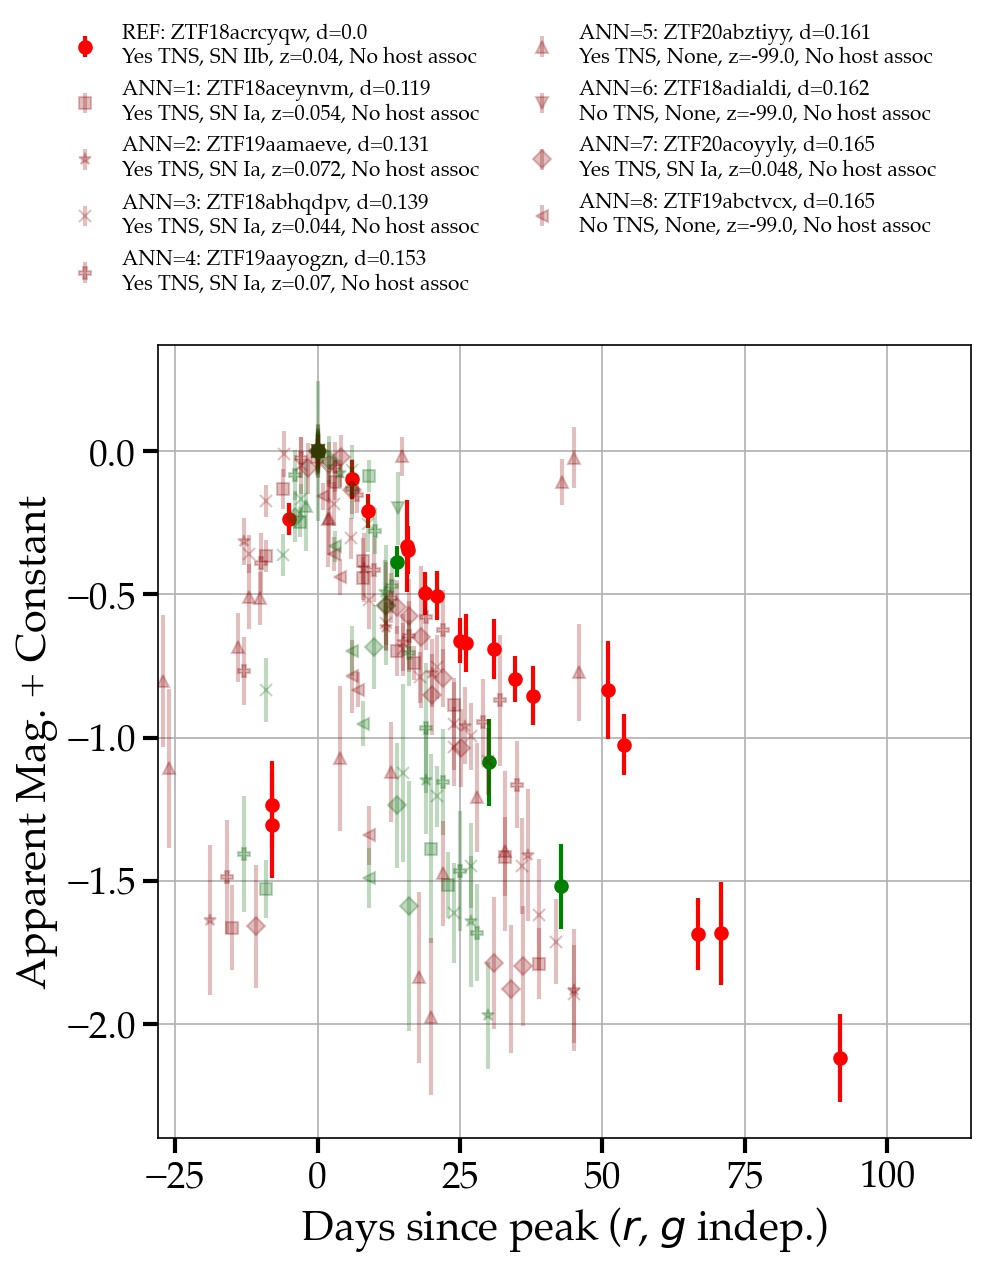 REF: ZTF18acrcyqw, d=0.0
Yes TNS, SN IIb, z=0.04, No host assoc
ANN=1: ZTF18aceynvm, d=0.119
Yes TNS, SN Ia, z=0.054, No host assoc
ANN=2: ZTF19aamaeve, d=0.131
Yes TNS, SN Ia, z=0.072, No host assoc
ANN=3: ZTF18abhqdpv, d=0.139
Yes TNS, SN Ia, z=0.044, No host assoc
ANN=4: ZTF19aayogzn, d=0.153
Yes TNS, SN Ia, z=0.07, No host assoc
ANN=5: ZTF20abztiyy, d=0.161
Yes TNS, None, z=-99.0, No host assoc
ANN=6: ZTF18adialdi, d=0.162
No TNS, None, z=-99.0, No host assoc
ANN=7: ZTF20acoyyly, d=0.165
Yes TNS, SN Ia, z=0.048, No host assoc
ANN=8: ZTF19abctvcx, d=0.165
No TNS, None, z=-99.0, No host assoc
Apparent Mag. + Constant
0.0
−0.5
−1.0
−1.5
−2.0
−25 0 25 50 75 100
Days since peak (r, g indep.)